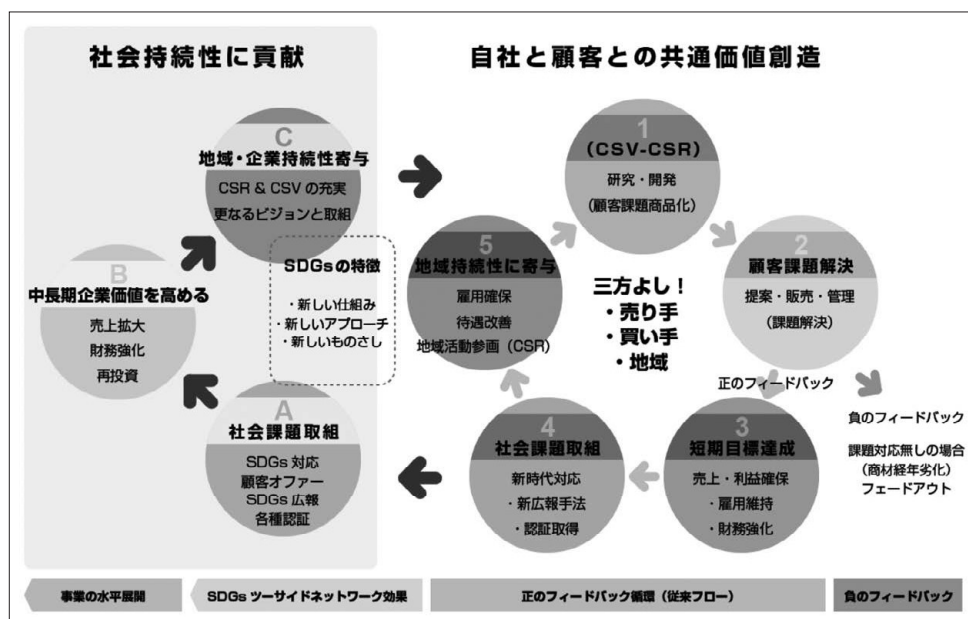 社会持続性に貢献
自社と顧客との共通価値創造
C
地域・企業持続性寄与
CSR & CSV の充実
更なるビジョンと取組
B
中長期企業価値を高める
売上拡大
財務強化
再投資
SDGsの特徴
・新しい仕組み
・新しいアプローチ
・新しいものさし
A
社会課題取組
SDGs 対応
顧客オファー
SDGs 広報
各種認証
1
(CSV-CSR)
研究・開発
(顧客課題商品化)
2
顧客課題解決
提案・販売・管理
(課題解決)
5
地域持続性に寄与
雇用確保
待遇改善
地域活動参画 (CSR)
三方よし!
・売り手
・買い手
・地域
正のフィードバック
負のフィードバック
課題対応無しの場合
(商材経年劣化)
フェードアウト
3
短期目標達成
売上・利益確保
・雇用維持
・財務強化
4
社会課題取組
新時代対応
・新広報手法
・認証取得
事業の水平展開
SDGs ツーサイドネットワーク効果
正のフィードバック循環 (従来フロー)
負のフィードバック